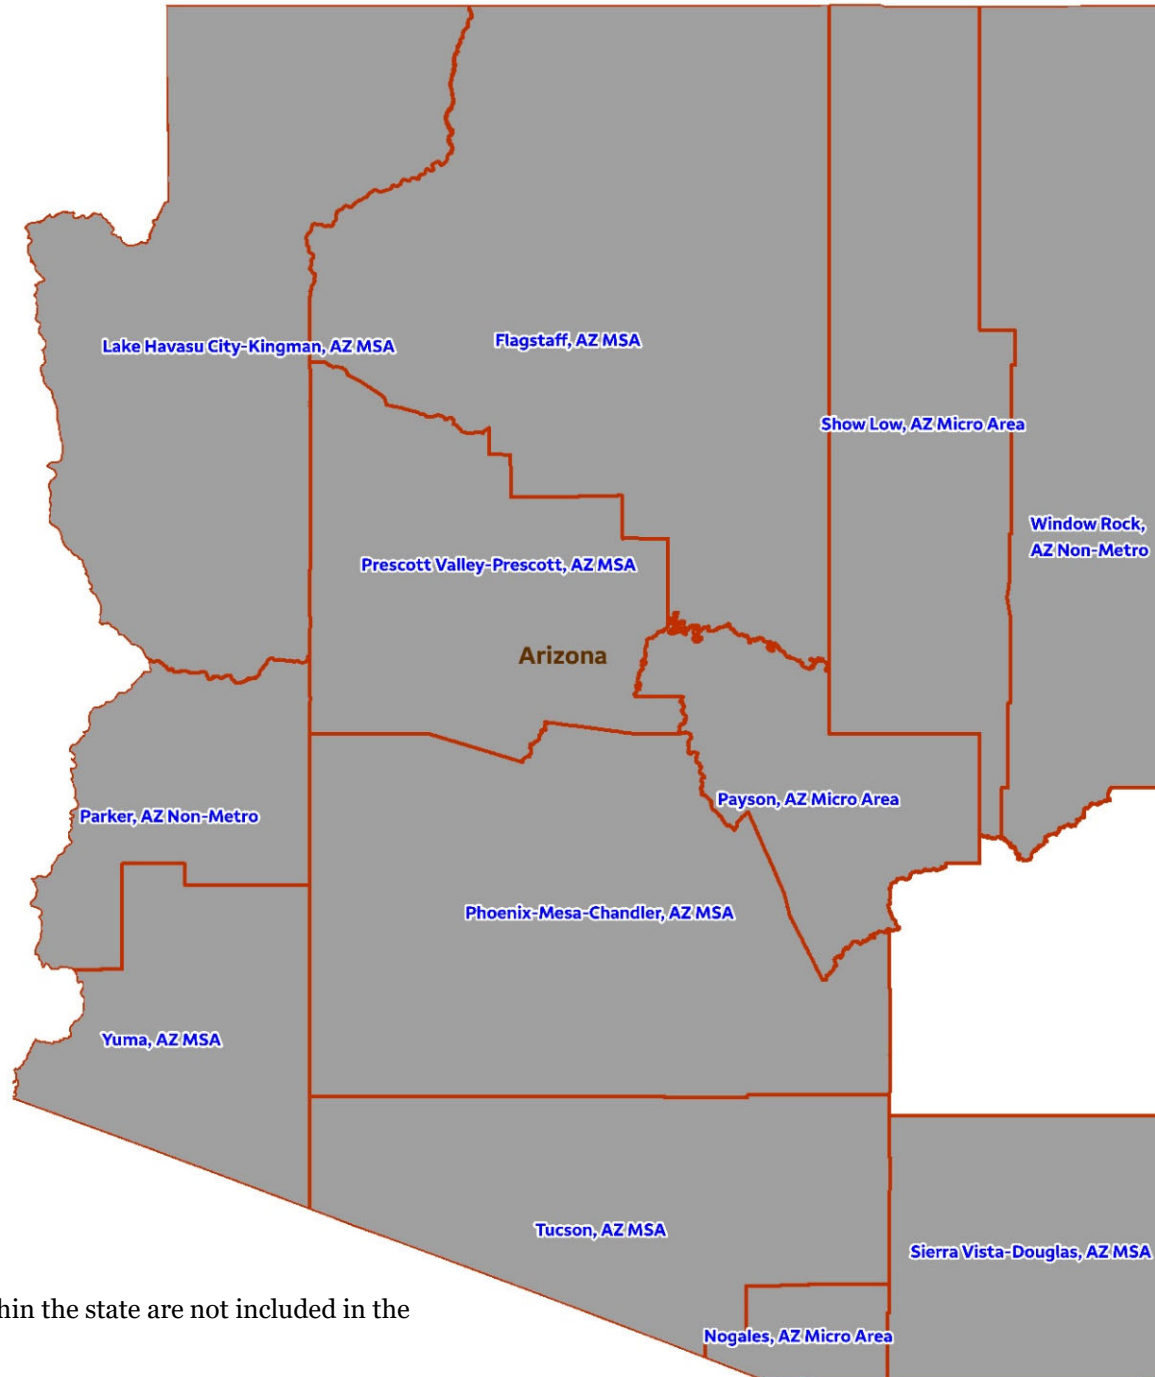 Flagstaff, AZ MSA
Lake Havasu City-Kingman, AZ MSA
Show Low, AZ Micro Area
Window Rock,
AZ Non-Metro
Prescott Valley-Prescott, AZ MSA
Arizona
Payson, AZ Micro Area
Parker, AZ Non-Metro
Phoenix-Mesa-Chandler, AZ MSA
Yuma, AZ MSA
Tucson, AZ MSA
Sierra Vista-Douglas, AZ MSA
the state are not included in the
Nogales, AZ Micro Area